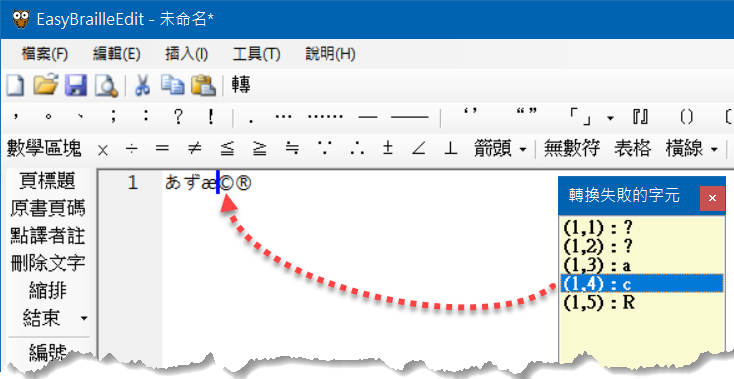 EasyBrailleEdit - 未命名*
檔案(F) 編輯(E) 插入(I) 工具(T) 說明(H)
轉
， 。 、 ； ： ？ ！ . … …… — —— ‘’ “” 「」 『』 () 〔
數學區塊 × ÷ = ≠ ≦ ≧ ≒ ∵ ∴ ± ∠ ⊥ 箭頭 無數符 表格 橫線
頁標題
原書頁碼
點譯者註
刪除文字
縮排
結束
編號
1 あずæ©®
轉換失敗的字元 ×
(1,1) : ?
(1,2) : ?
(1,3) : a
(1,4) : c
(1,5) : R